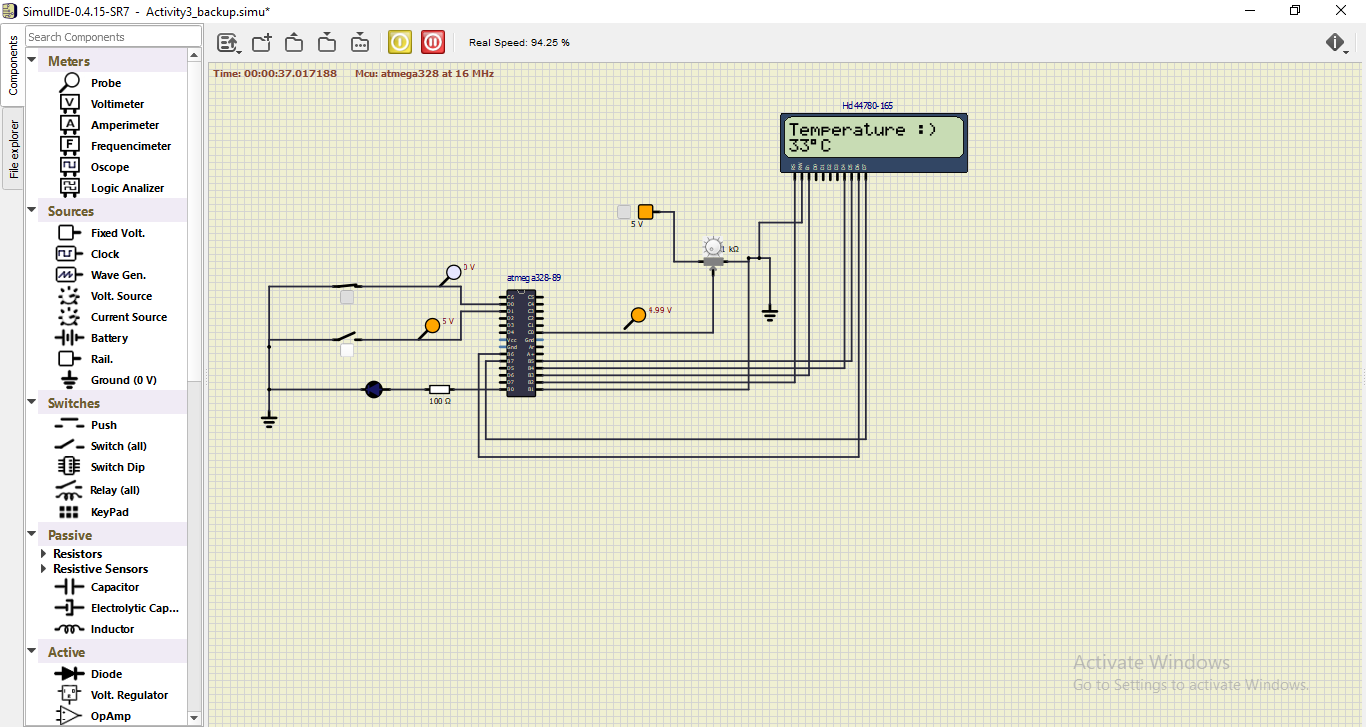 SimulIDE-0.4.15-SR7 - Activity3_backup.simu*
Components
File explorer
Search Components
Meters
Probe
Voltimeter
Amperimeter
Frequencimeter
Oscope
Logic Analizer
Sources
Fixed Volt.
Clock
Wave Gen.
Volt. Source
Current Source
Battery
Rail.
Ground (0 V)
Switches
Push
Switch (all)
Switch Dip
Relay (all)
KeyPad
Passive
Resistors
Resistive Sensors
Capacitor
Electrolytic Cap...
Inductor
Active
Diode
Volt. Regulator
OpAmp
Real Speed: 94.25 %
Time: 00:00:37.017188 Mcu: atmega328 at 16 MHz
Hd44780-165
Temperature :)
33°C
5 V
1 kΩ
0 V
atmega328-89
5 V
4.99 V
100 Ω
Activate Windows
Go to Settings to activate Windows.